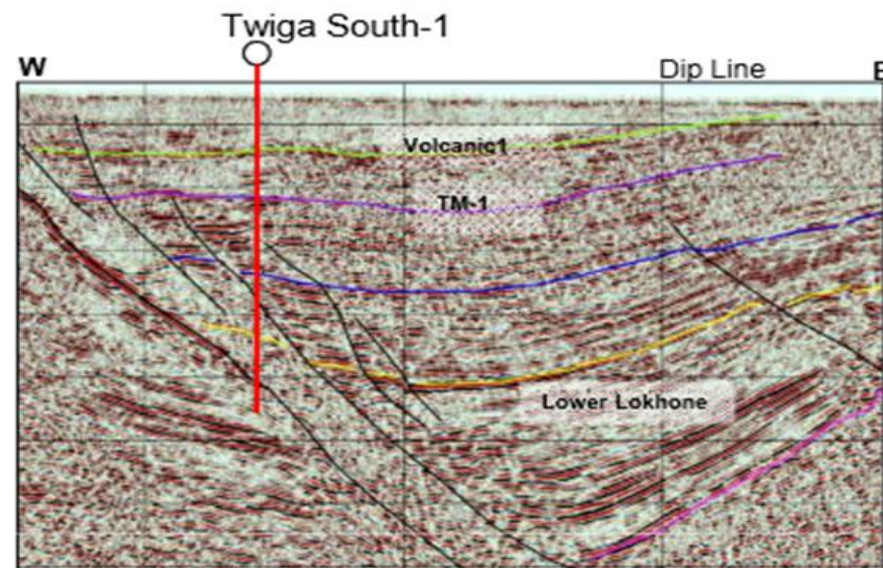 Twiga South-1
W
Dip Line
E
Volcanic1
TM-1
Lower Lokhone